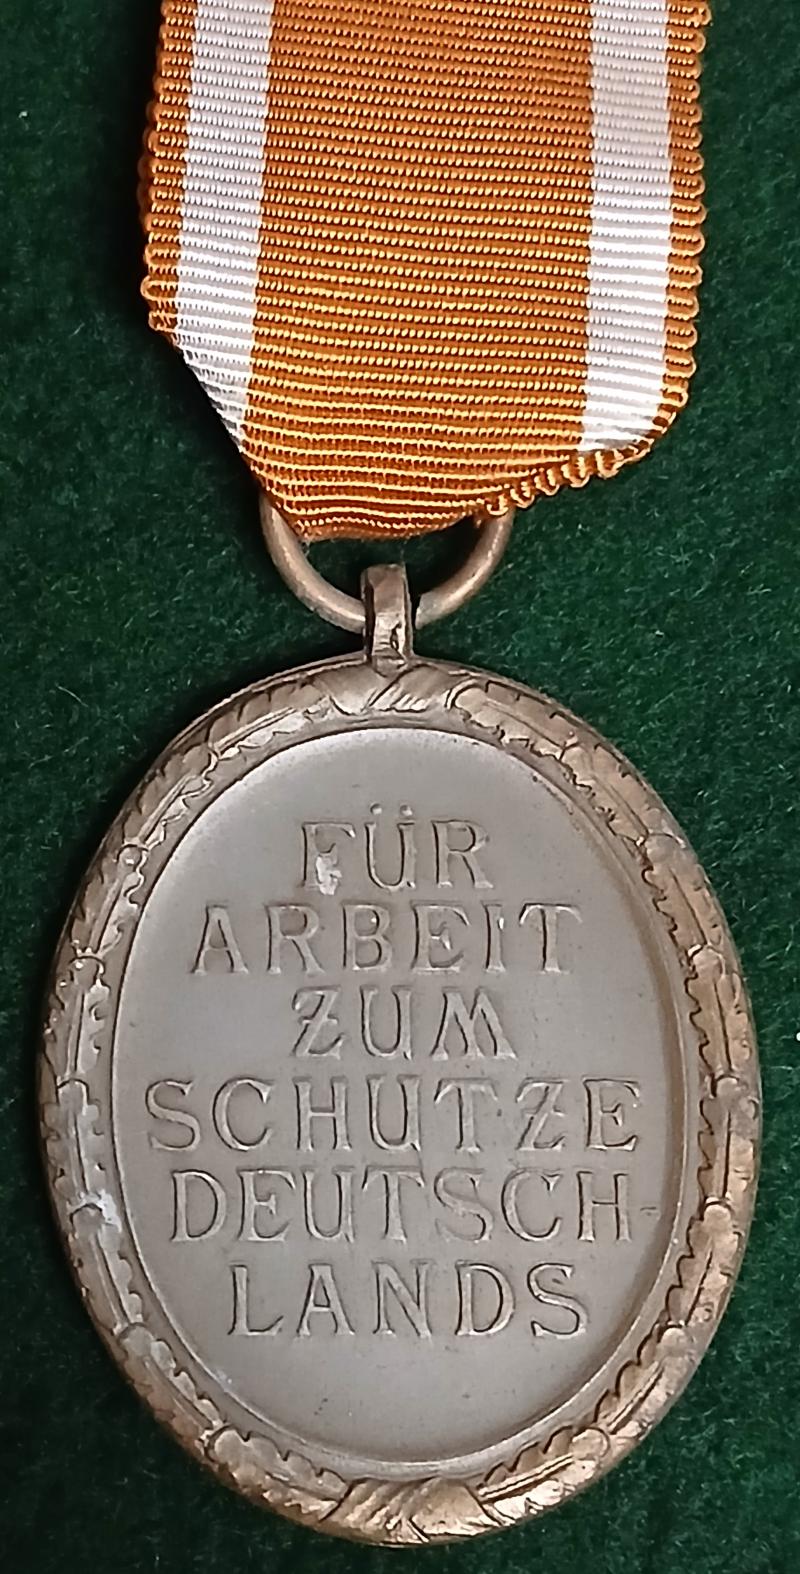 FÜR
ARBEIT
ZUM
SCHUTZE
DEUTSCH-
LANDS